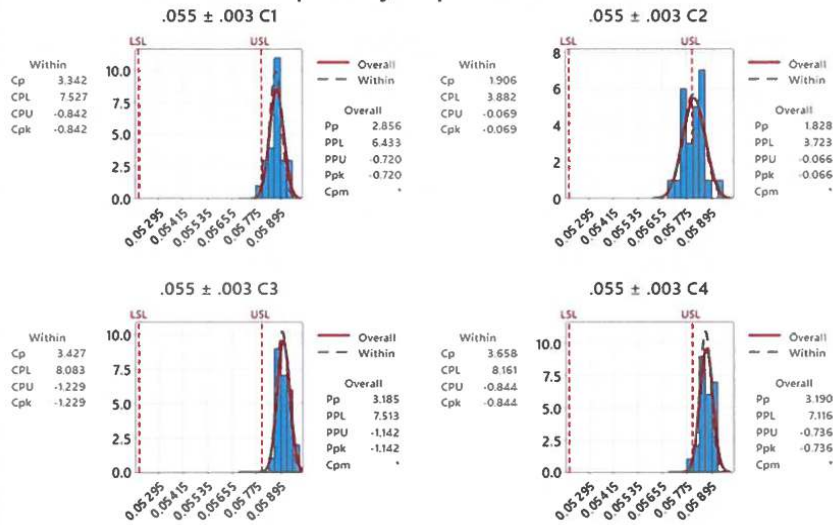 .055 ± .003 C1
LSL
USL
Within
Cp 3.342
CPL 7.527
CPU -0.842
Cpk -0.842
10.0
7.5
5.0
2.5
0.0
0.05295
0.05415
0.05535
0.05655
0.05775
0.05895
Overall
Within
Overall
Pp 2.856
PPL 6.433
PPU -0.720
Ppk -0.720
Cpm *
.055 ± .003 C2
LSL
USL
Within
Cp 1.906
CPL 3.882
CPU -0.069
Cpk -0.069
8
6
4
2
0
0.05295
0.05415
0.05535
0.05655
0.05775
0.05895
Overall
Within
Overall
Pp 1.828
PPL 3.723
PPU -0.066
Ppk -0.066
Cpm *
.055 ± .003 C3
LSL
USL
Within
Cp 3.427
CPL 8.083
CPU -1.229
Cpk -1.229
10.0
7.5
5.0
2.5
0.0
0.05295
0.05415
0.05535
0.05655
0.05775
0.05895
Overall
Within
Overall
Pp 3.185
PPL 7.513
PPU -1.142
Ppk -1.142
Cpm *
.055 ± .003 C4
LSL
USL
Within
Cp 3.658
CPL 8.161
CPU -0.844
Cpk -0.844
10.0
7.5
5.0
2.5
0.0
0.05295
0.05415
0.05535
0.05655
0.05775
0.05895
Overall
Within
Overall
Pp 3.190
PPL 7.116
PPU -0.736
Ppk -0.736
Cpm *